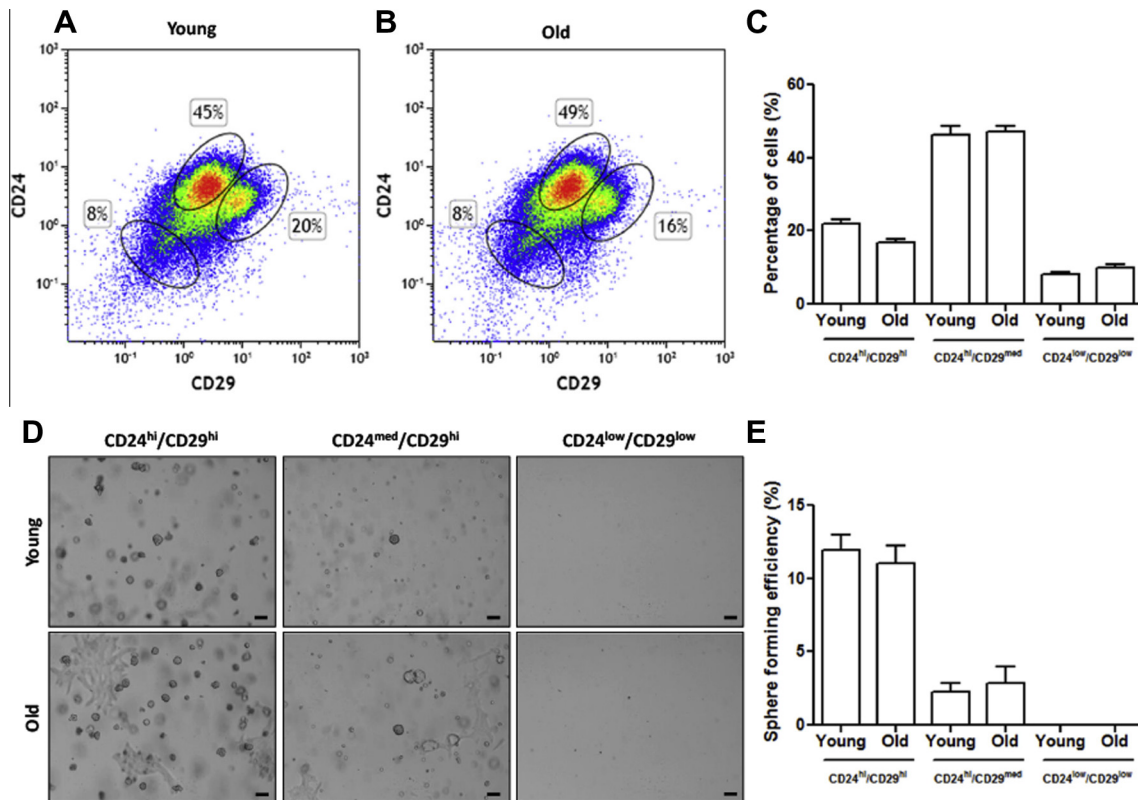 A
Young
CD24
10³
10²
10¹
10⁰
10⁻¹
45%
8%
20%
10⁻¹ 10⁰ 10¹ 10² 10³
CD29
B
Old
CD24
10³
10²
10¹
10⁰
10⁻¹
49%
8%
16%
10⁻¹ 10⁰ 10¹ 10² 10³
CD29
C
Percentage of cells (%)
60
40
20
0
Young Old Young Old Young Old
CD24ʰⁱ/CD29ʰⁱ CD24ʰⁱ/CD29ᵐᵉᵈ CD24ˡᵒʷ/CD29ˡᵒʷ
D
CD24ʰⁱ/CD29ʰⁱ CD24ᵐᵉᵈ/CD29ʰⁱ CD24ˡᵒʷ/CD29ˡᵒʷ
Young
Old
E
Sphere forming efficiency (%)
15
10
5
0
Young Old Young Old Young Old
CD24ʰⁱ/CD29ʰⁱ CD24ʰⁱ/CD29ᵐᵉᵈ CD24ˡᵒʷ/CD29ˡᵒʷ